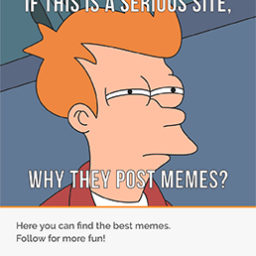 IF THIS IS A SERIOUS SITE,
WHY THEY POST MEMES?
Here you can find the best memes.
Follow for more fun!